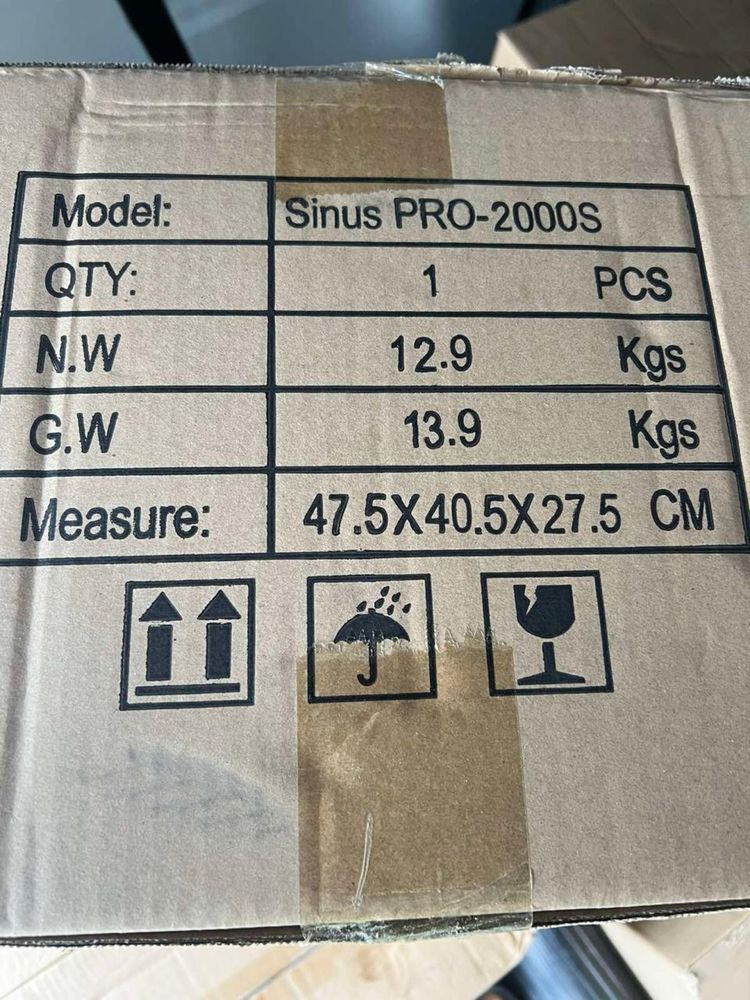 Model: Sinus PRO-2000S
QTY: 1 PCS
N.W 12.9 Kgs
G.W 13.9 Kgs
Measure: 47.5X40.5X27.5 CM